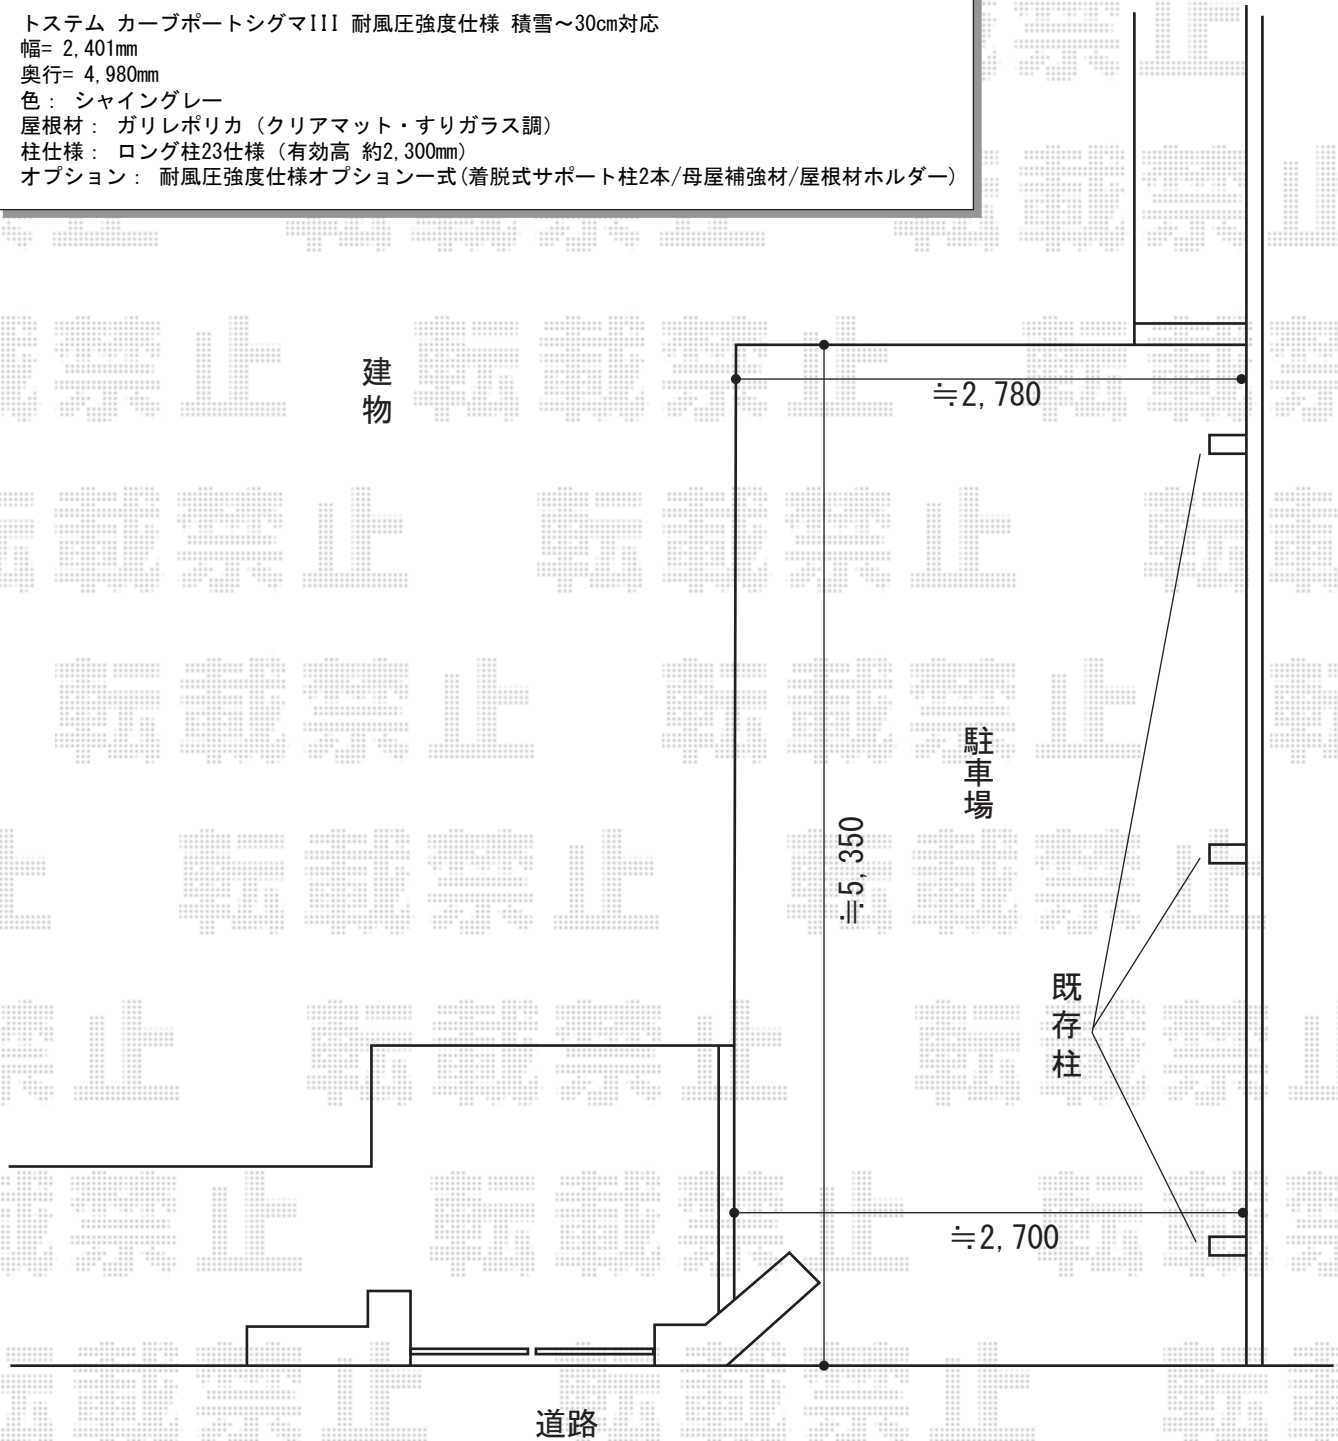 トステム カーブポートシグマIII 耐風圧強度仕様 積雪～30cm対応
幅= 2,401mm
奥行= 4,980mm
色： シャイングレー
屋根材： ガリレポリカ（クリアマット・すりガラス調）
柱仕様： ロング柱23仕様（有効高 約2,300mm）
オプション： 耐風圧強度仕様オプション一式(着脱式サポート柱2本/母屋補強材/屋根材ホルダー)
建物
≒2,780
駐車場
≒5,350
既存柱
≒2,700
道路
転載禁止